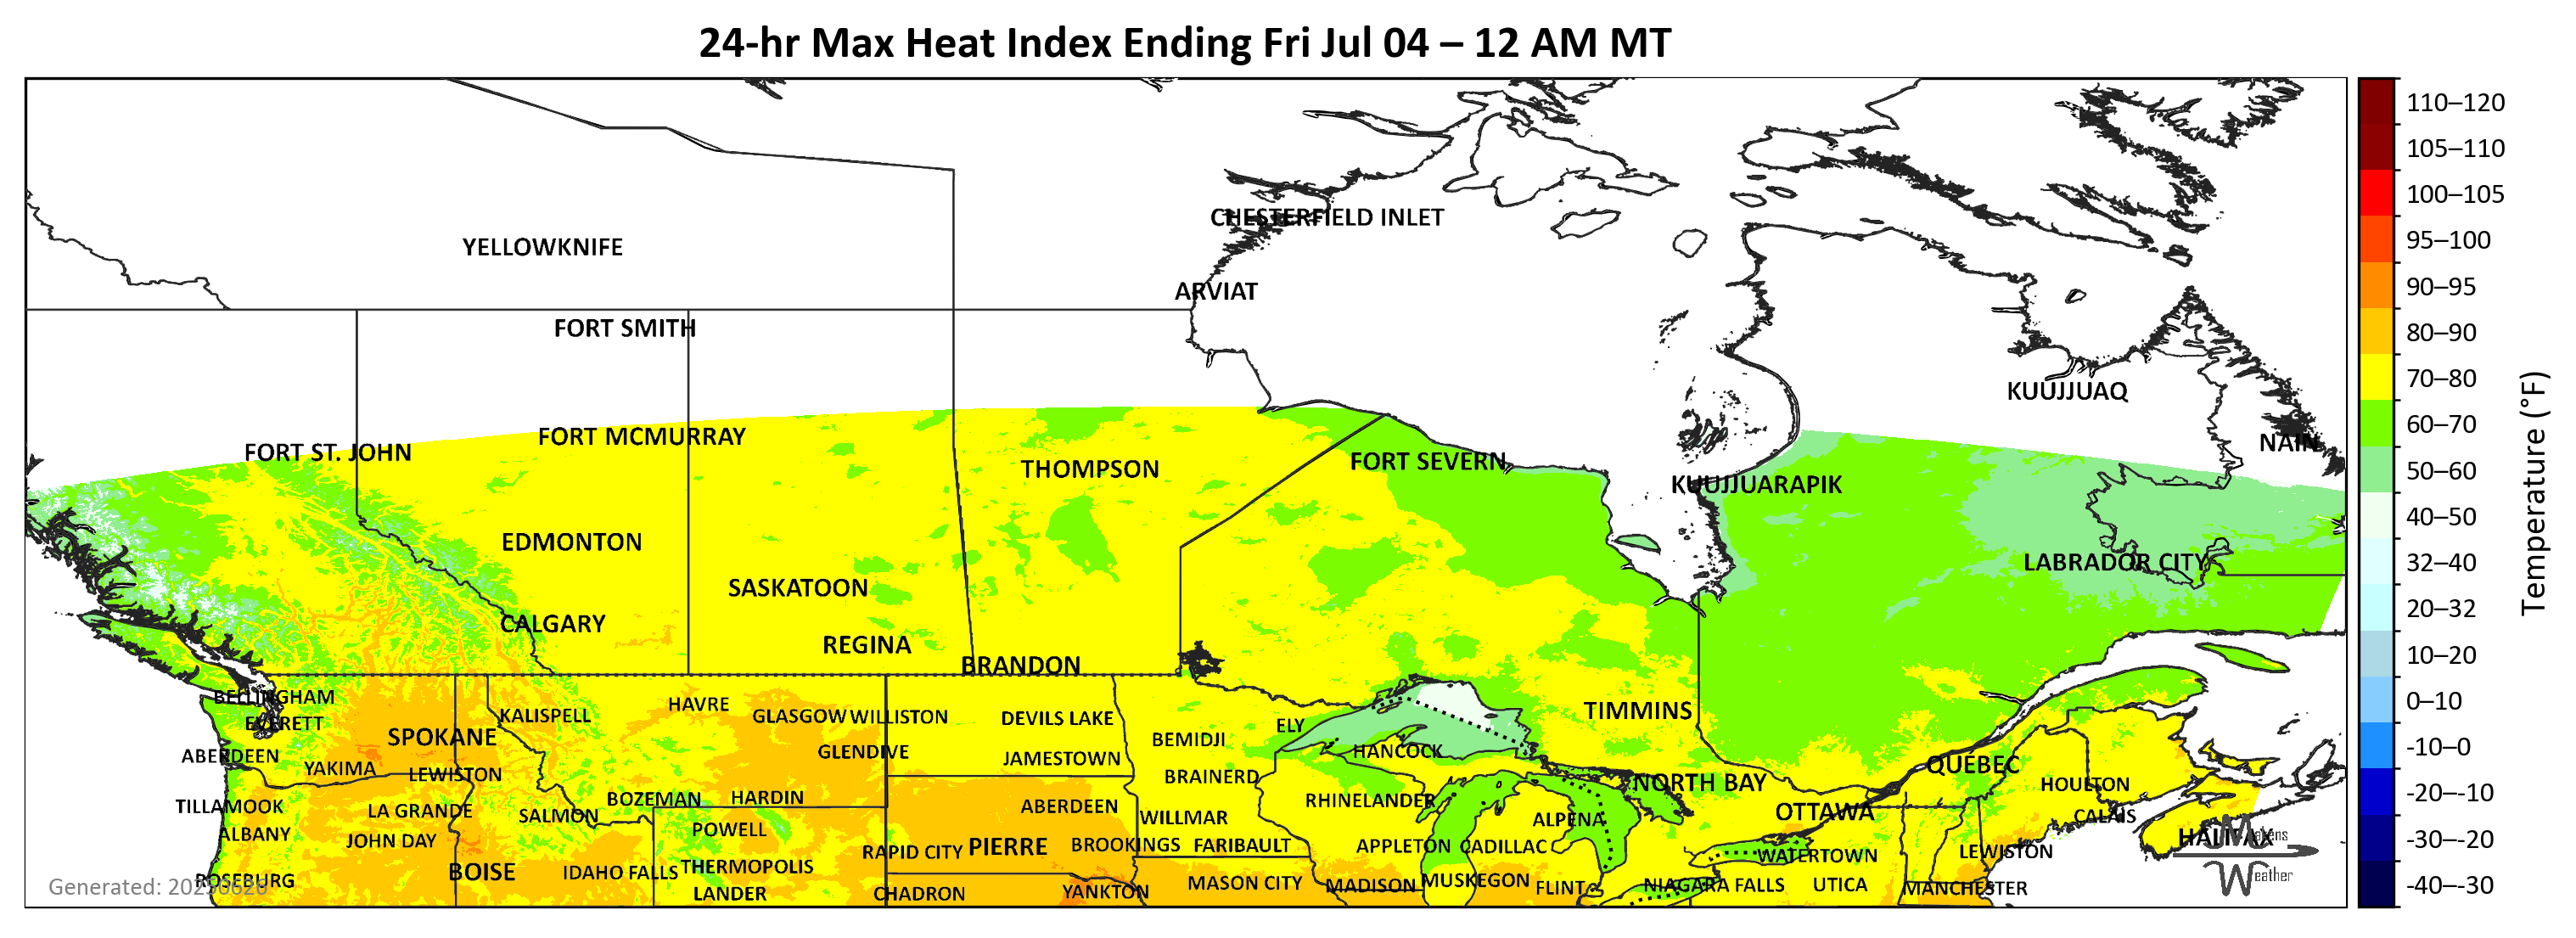 24-hr Max Heat Index Ending Fri Jul 04 – 12 AM MT
110–120
105–110
100–105
95–100
90–95
80–90
70–80
60–70
50–60
40–50
32–40
20–32
10–20
0–10
-10–0
-20–-10
-30–-20
-40–-30
Temperature (°F)
CHESTERFIELD INLET
YELLOWKNIFE
ARVIAT
FORT SMITH
KUUJJUAQ
FORT MCMURRAY
NAIN
FORT ST. JOHN
FORT SEVERN
THOMPSON
KUUJJUARAPIK
EDMONTON
LABRADOR CITY
SASKATOON
CALGARY
REGINA
BRANDON
BELLINGHAM
HAVRE
TIMMINS
KALISPELL
GLASGOW
WILLISTON
DEVILS LAKE
EVERETT
ELY
SPOKANE
BEMIDJI
GLENDIVE
HANCOCK
ABERDEEN
JAMESTOWN
QUÉBEC
YAKIMA
LEWISTON
BRAINERD
NORTH BAY
HOULTON
BOZEMAN
HARDIN
RHINELANDER
TILLAMOOK
LA GRANDE
SALMON
ABERDEEN
WILLMAR
ALPENA
OTTAWA
CALAIS
ALBANY
POWELL
HALIFAX
JOHN DAY
RAPID CITY
PIERRE
BROOKINGS
FARIBAULT
APPLETON
CADILLAC
WATERTOWN
LEWISTON
BOISE
IDAHO FALLS
THERMOPOLIS
ROSEBURG
MASON CITY
MADISON
MUSKEGON
FLINT
NIAGARA FALLS
UTICA
MANCHESTER
LANDER
CHADRON
YANKTON
Weather